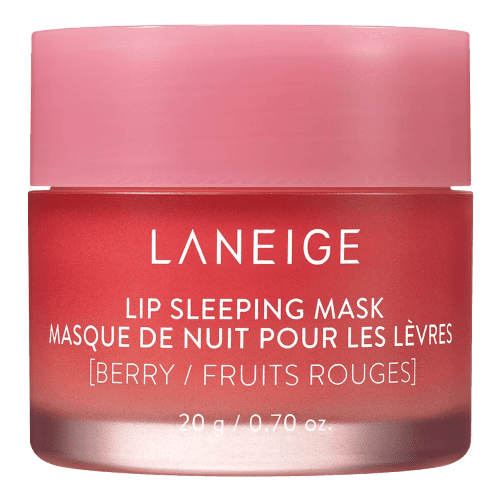 LANEIGE
LIP SLEEPING MASK
MASQUE DE NUIT POUR LES LÈVRES
[BERRY / FRUITS ROUGES]
20 g / 0.70 oz.